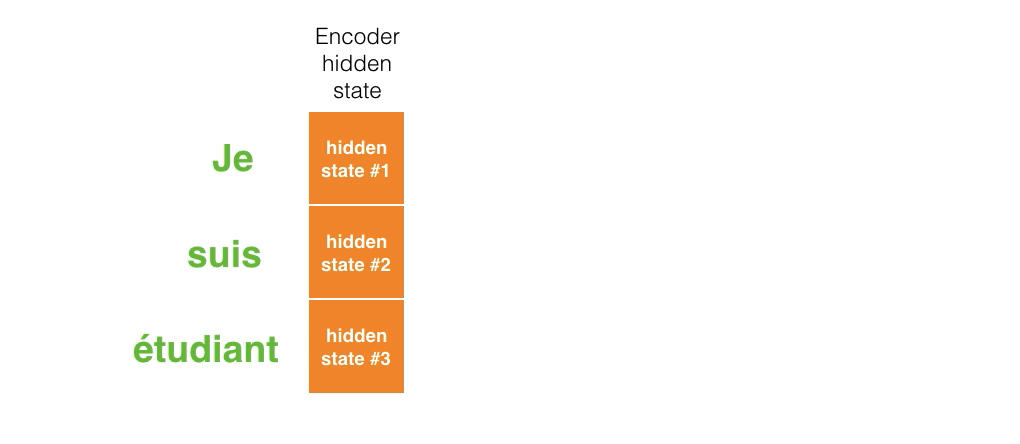 Encoder
hidden
state
Je
hidden
state #1
suis
hidden
state #2
étudiant
hidden
state #3